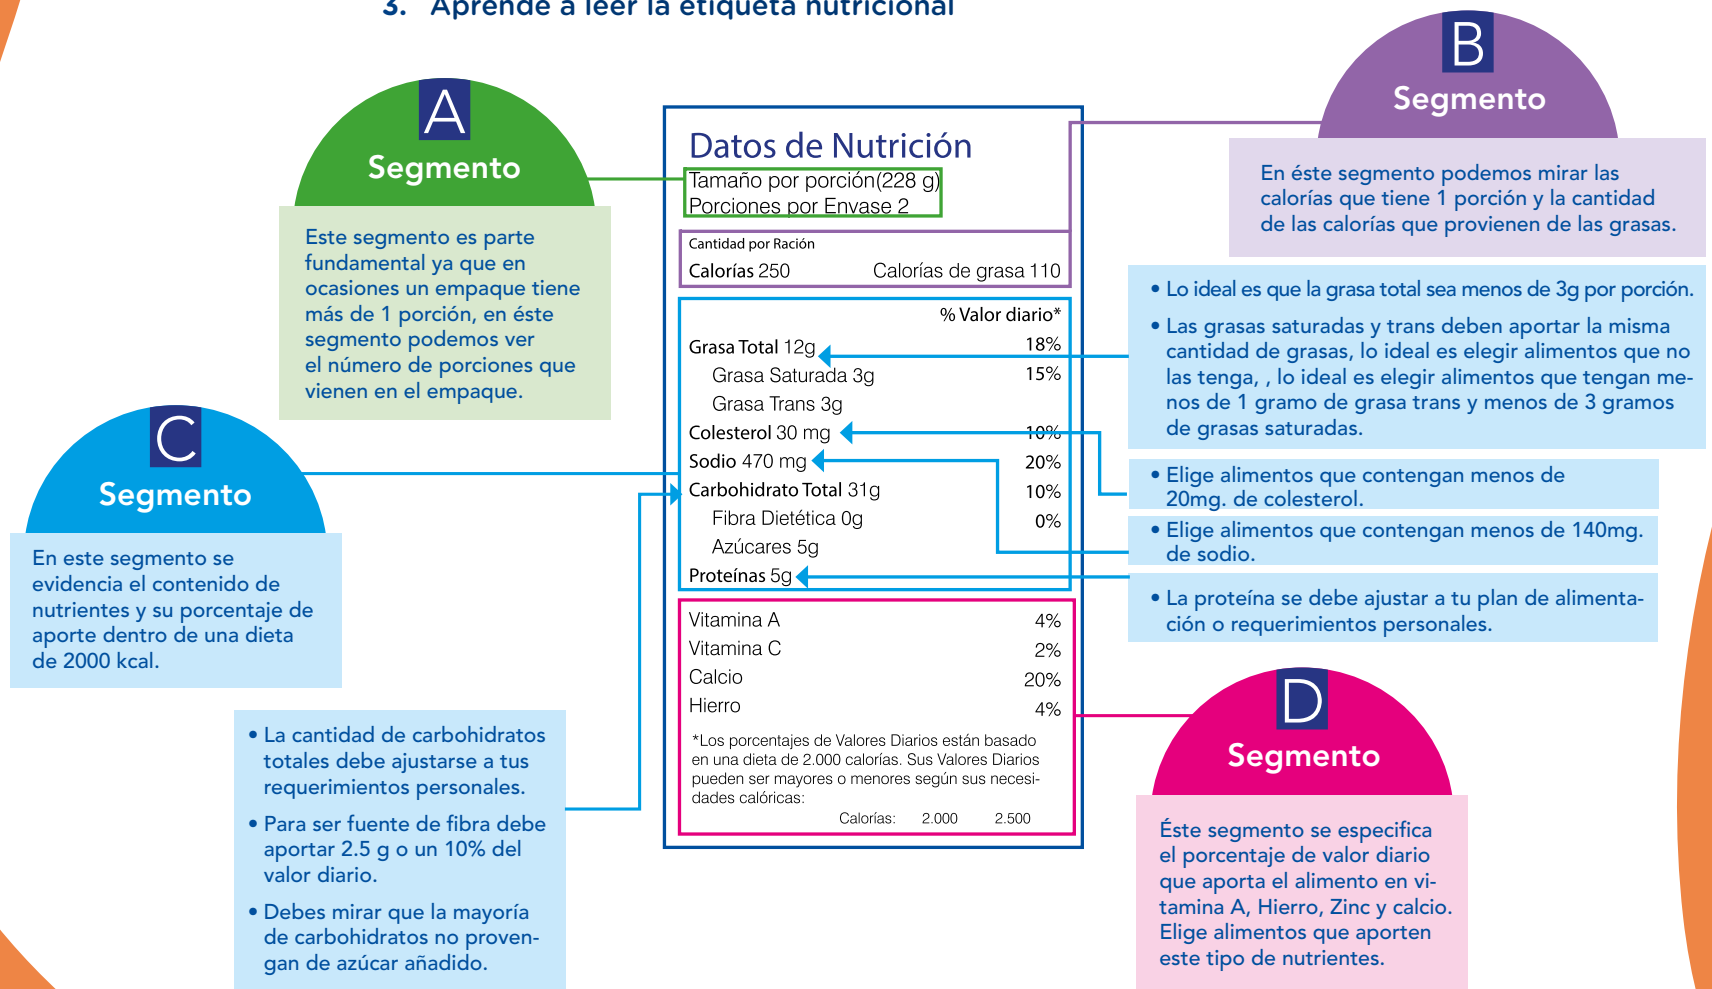 3. Aprende a leer la etiqueta nutricional
A
Segmento
Este segmento es parte
fundamental ya que en
ocasiones un empaque tiene
más de 1 porción, en éste
segmento podemos ver
el número de porciones que
vienen en el empaque.
B
Segmento
En éste segmento podemos mirar las
calorías que tiene 1 porción y la cantidad
de las calorías que provienen de las grasas.
C
Segmento
En este segmento se
evidencia el contenido de
nutrientes y su porcentaje de
aporte dentro de una dieta
de 2000 kcal.
• La cantidad de carbohidratos
totales debe ajustarse a tus
requerimientos personales.
• Para ser fuente de fibra debe
aportar 2.5 g o un 10% del
valor diario.
• Debes mirar que la mayoría
de carbohidratos no proven-
gan de azúcar añadido.
Datos de Nutrición
Tamaño por porción(228 g)
Porciones por Envase 2
Cantidad por Ración
Calorías 250 Calorías de grasa 110
% Valor diario*
Grasa Total 12g 18%
Grasa Saturada 3g 15%
Grasa Trans 3g
Colesterol 30 mg 10%
Sodio 470 mg 20%
Carbohidrato Total 31g 10%
Fibra Dietética 0g 0%
Azúcares 5g
Proteínas 5g
Vitamina A 4%
Vitamina C 2%
Calcio 20%
Hierro 4%
*Los porcentajes de Valores Diarios están basado
en una dieta de 2.000 calorías. Sus Valores Diarios
pueden ser mayores o menores según sus necesi-
dades calóricas:
Calorías: 2.000 2.500
• Lo ideal es que la grasa total sea menos de 3g por porción.
• Las grasas saturadas y trans deben aportar la misma
cantidad de grasas, lo ideal es elegir alimentos que no
las tenga, , lo ideal es elegir alimentos que tengan me-
nos de 1 gramo de grasa trans y menos de 3 gramos
de grasas saturadas.
• Elige alimentos que contengan menos de
20mg. de colesterol.
• Elige alimentos que contengan menos de 140mg.
de sodio.
• La proteína se debe ajustar a tu plan de alimenta-
ción o requerimientos personales.
D
Segmento
Éste segmento se especifica
el porcentaje de valor diario
que aporta el alimento en vi-
tamina A, Hierro, Zinc y calcio.
Elige alimentos que aporten
este tipo de nutrientes.